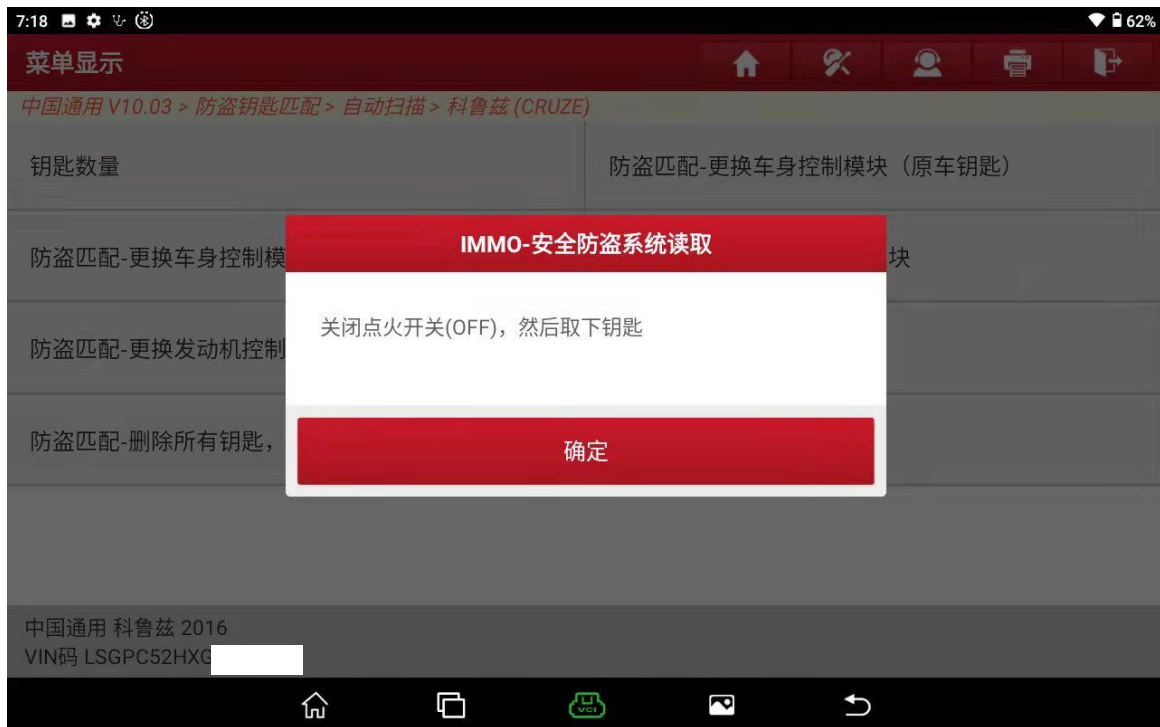 7:18
62%
菜单显示
中国通用 V10.03 > 防盗钥匙匹配 > 自动扫描 > 科鲁兹 (CRUZE)
钥匙数量
防盗匹配-更换车身控制模块（原车钥匙）
防盗匹配-更换车身控制模
块
防盗匹配-更换发动机控制
防盗匹配-删除所有钥匙，
IMMO-安全防盗系统读取
关闭点火开关(OFF)，然后取下钥匙
确定
中国通用 科鲁兹 2016
VIN码 LSGPC52HXG
VCI